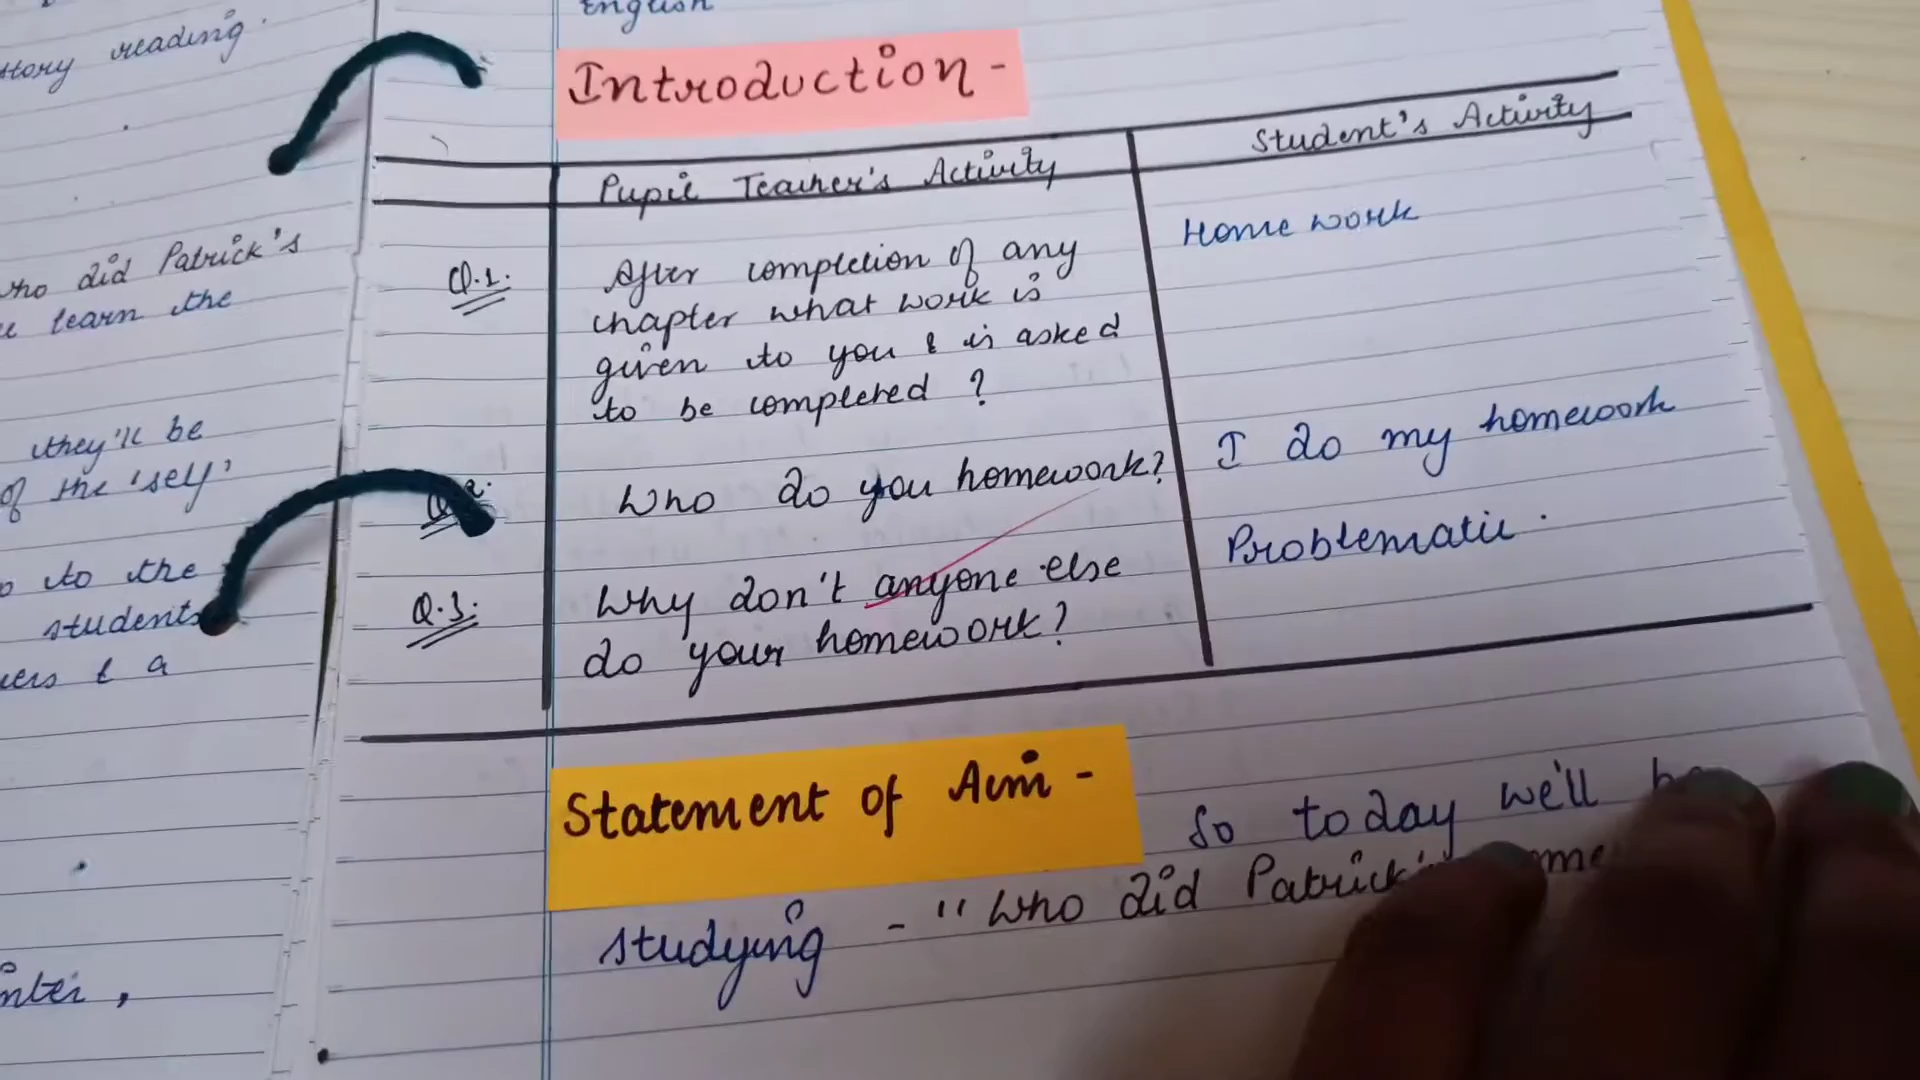 story reading.
who did Patrick's
learn the
they'll be
of the 'self'
to the
students
& a
English
Introduction -
Pupil Teacher's Activity
Student's Activity
Q.1.
After completion of any
chapter what work is
given to you & is asked
to be completed ?
Home work
Q.2.
Who do you homework?
I do my homework
Q.3.
Why don't anyone else
do your homework?
Problematic.
Statement of Aim -
So today we'll be
studying - "Who did Patrick's